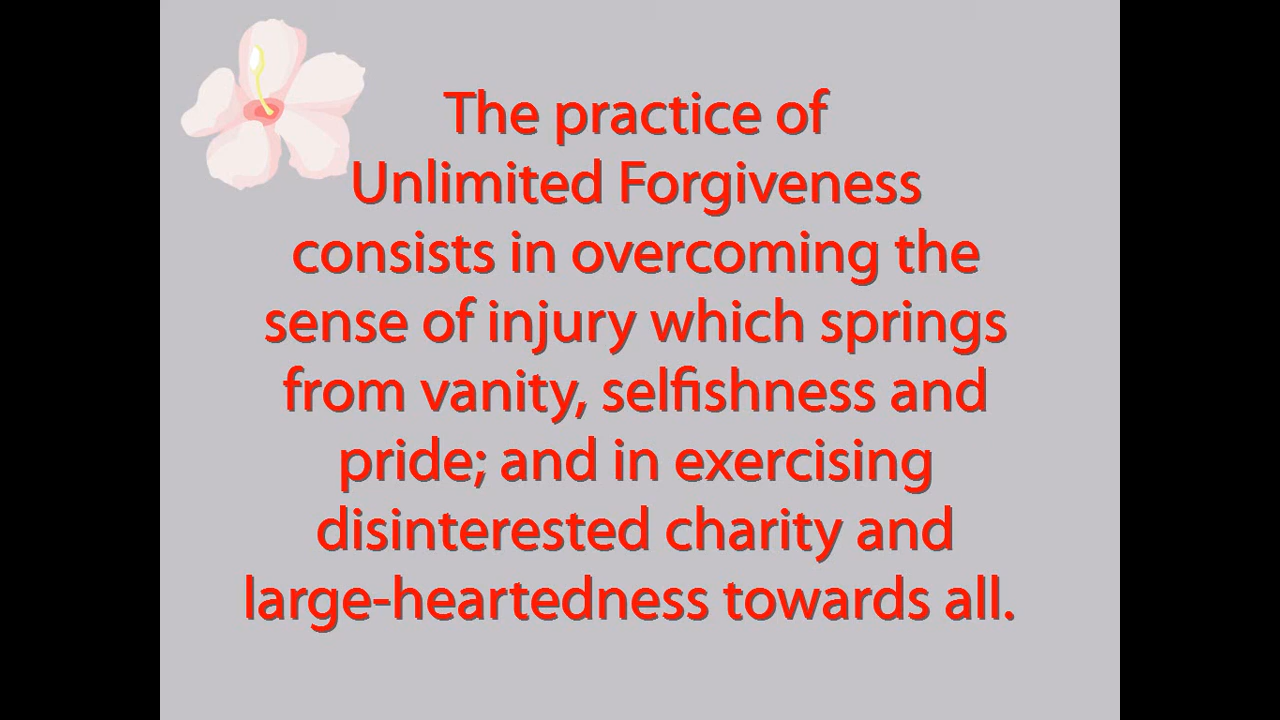 The practice of
Unlimited Forgiveness
consists in overcoming the
sense of injury which springs
from vanity, selfishness and
pride; and in exercising
disinterested charity and
large-heartedness towards all.